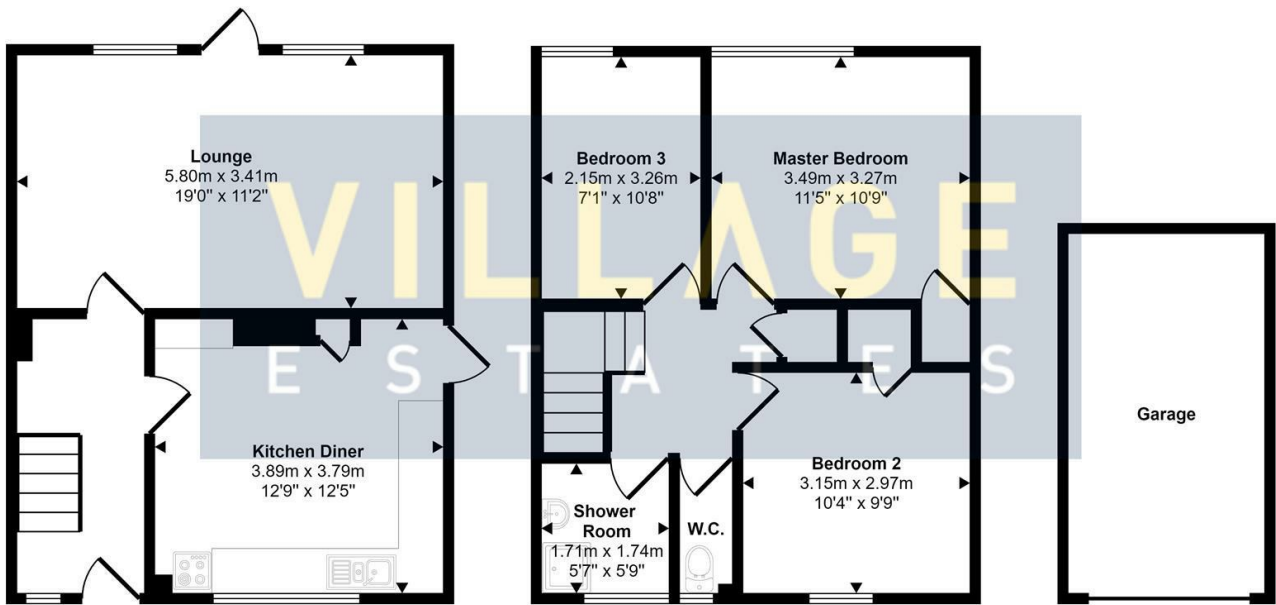 Lounge
5.80m x 3.41m
19'0" x 11'2"
Bedroom 3
2.15m x 3.26m
7'1" x 10'8"
Master Bedroom
3.49m x 3.27m
11'5" x 10'9"
VILLAGE
ESTATES
Kitchen Diner
3.89m x 3.79m
12'9" x 12'5"
Bedroom 2
3.15m x 2.97m
10'4" x 9'9"
Shower
Room
1.71m x 1.74m
5'7" x 5'9"
W.C.
Garage